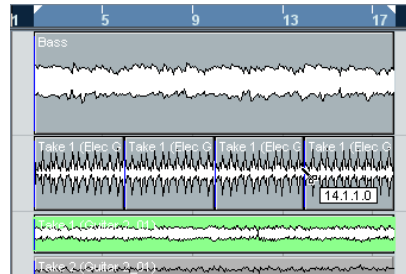 1 5 9 13 17
Bass
Take 1 (Elec G Take 1 (Elec G Take 1 (Elec G Take 1 (Elec G
14.1.1.0
Take 1 (Guitar 2_01)
Take 2 (Guitar 2_01)